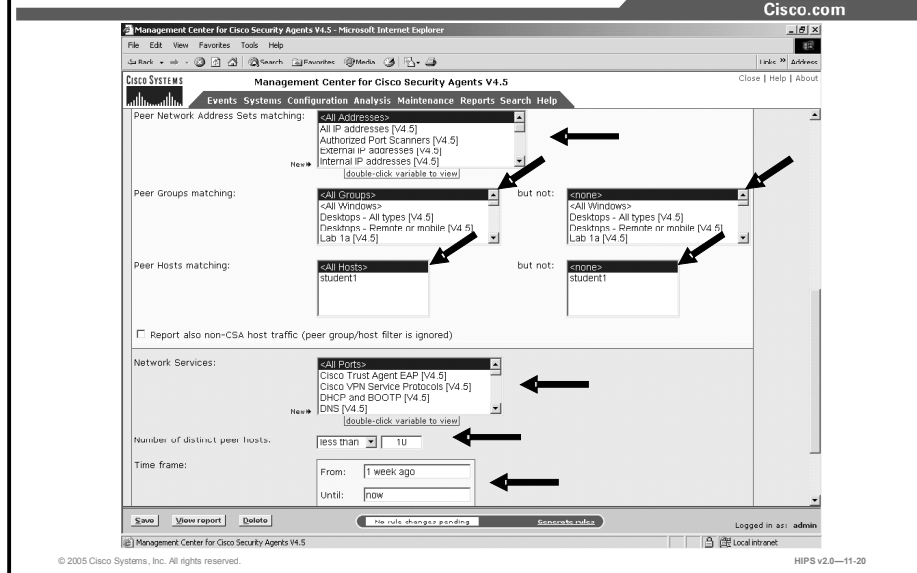 Cisco.com
Management Center for Cisco Security Agents V4.5 - Microsoft Internet Explorer
File Edit View Favorites Tools Help
Back Search Favorites Media Links » Address
CISCO SYSTEMS
Management Center for Cisco Security Agents V4.5
Close | Help | About
Events Systems Configuration Analysis Maintenance Reports Search Help
Peer Network Address Sets matching:
<All Addresses>
All IP addresses [V4.5]
Authorized Port Scanners [V4.5]
External IP addresses [V4.5]
New Internal IP addresses [V4.5]
[double-click variable to view]
Peer Groups matching:
<All Groups>
<All Windows>
Desktops - All types [V4.5]
Desktops - Remote or mobile [V4.5]
Lab 1a [V4.5]
but not:
<none>
<All Windows>
Desktops - All types [V4.5]
Desktops - Remote or mobile [V4.5]
Lab 1a [V4.5]
Peer Hosts matching:
<All Hosts>
student1
but not:
<none>
student1
Report also non-CSA host traffic (peer group/host filter is ignored)
Network Services:
<All Ports>
Cisco Trust Agent EAP [V4.5]
Cisco VPN Service Protocols [V4.5]
DHCP and BOOTP [V4.5]
New DNS [V4.5]
[double-click variable to view]
Number of distinct peer hosts: less than 10
Time frame:
From: 1 week ago
Until: now
Save View report Delete No rule changes pending Generate rules Logged in as: admin
Management Center for Cisco Security Agents V4.5 Local intranet
© 2005 Cisco Systems, Inc. All rights reserved. HIPS v2.0—11-20